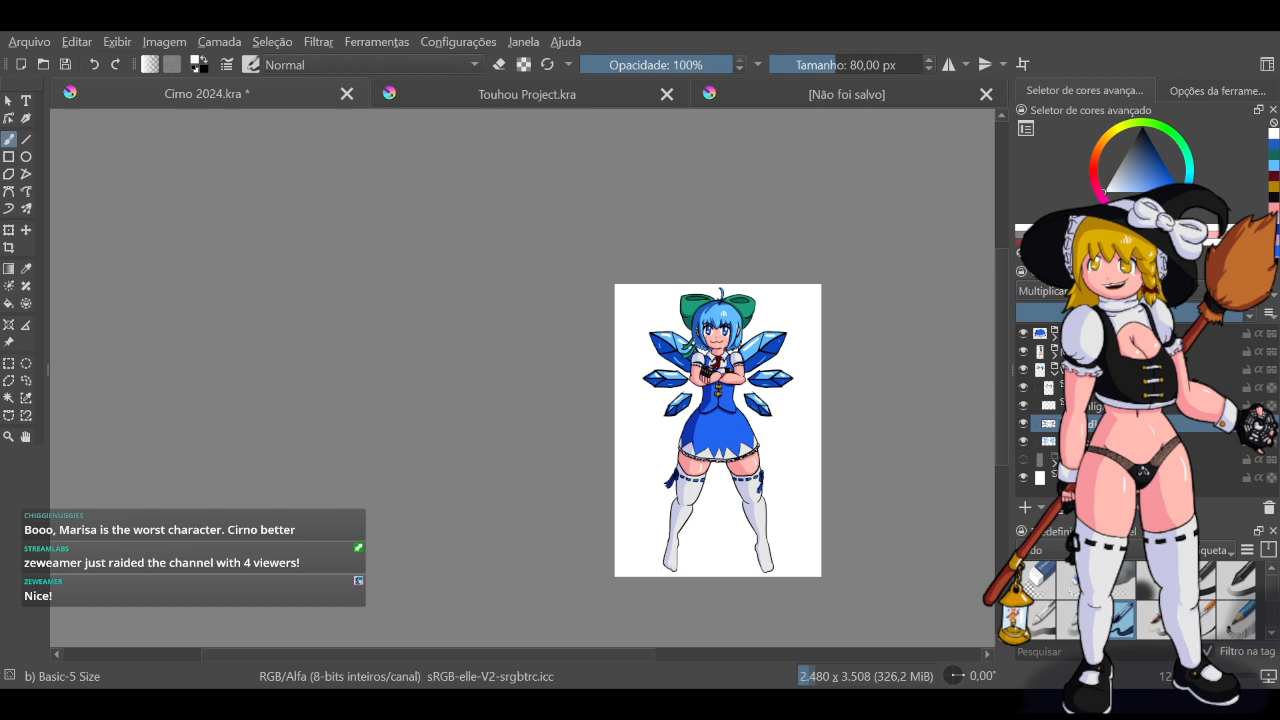 Arquivo Editar Exibir Imagem Camada Seleção Filtrar Ferramentas Configurações Janela Ajuda
Normal Opacidade: 100% Tamanho: 80,00 px
Cirno 2024.kra * Touhou Project.kra [Não foi salvo]
Seletor de cores avança... Opções da ferrame...
Seletor de cores avançado
Multiplicar
CHIGGIENUGGIES
Booo, Marisa is the worst character. Cirno better
STREAMLABS
zeweamer just raided the channel with 4 viewers!
ZEWEAMER
Nice!
Pesquisar Filtro na tag
b) Basic-5 Size RGB/Alfa (8-bits inteiros/canal) sRGB-elle-V2-srgbtrc.icc 2.480 x 3.508 (326,2 MiB) 0,00°